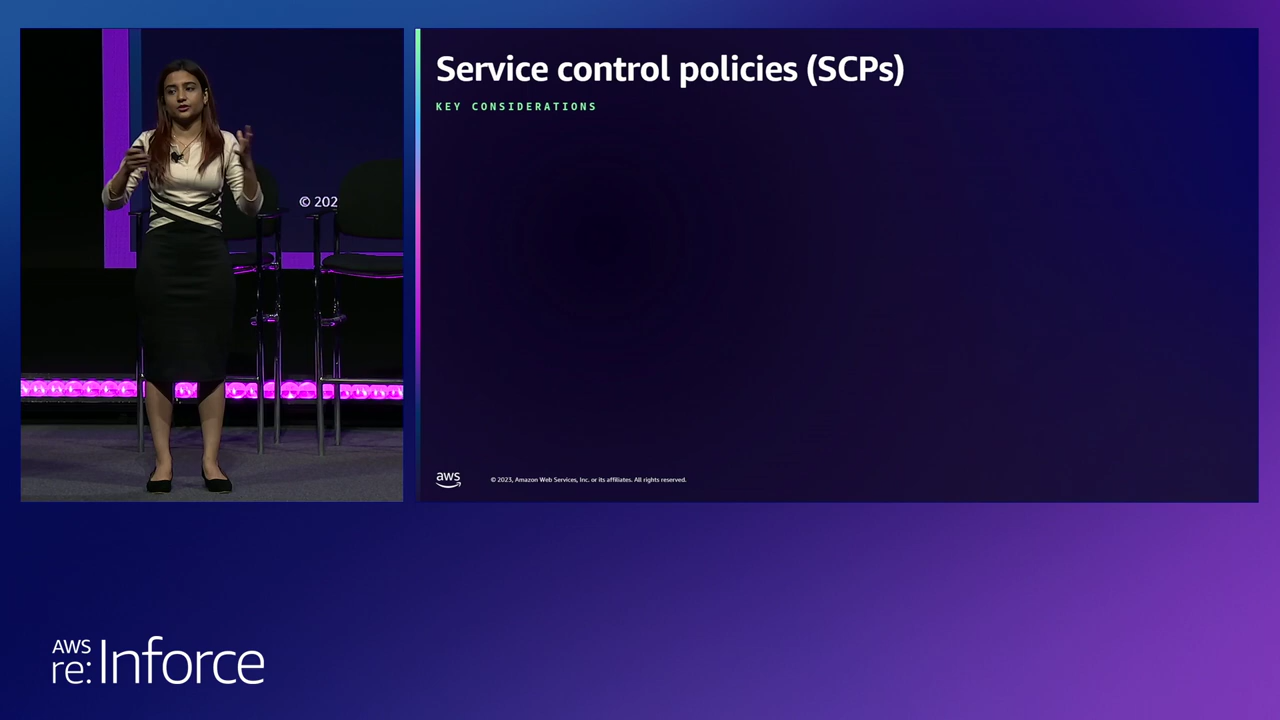 © 202
Service control policies (SCPs)
KEY CONSIDERATIONS
aws
© 2023, Amazon Web Services, Inc. or its affiliates. All rights reserved.
AWS
re:Inforce